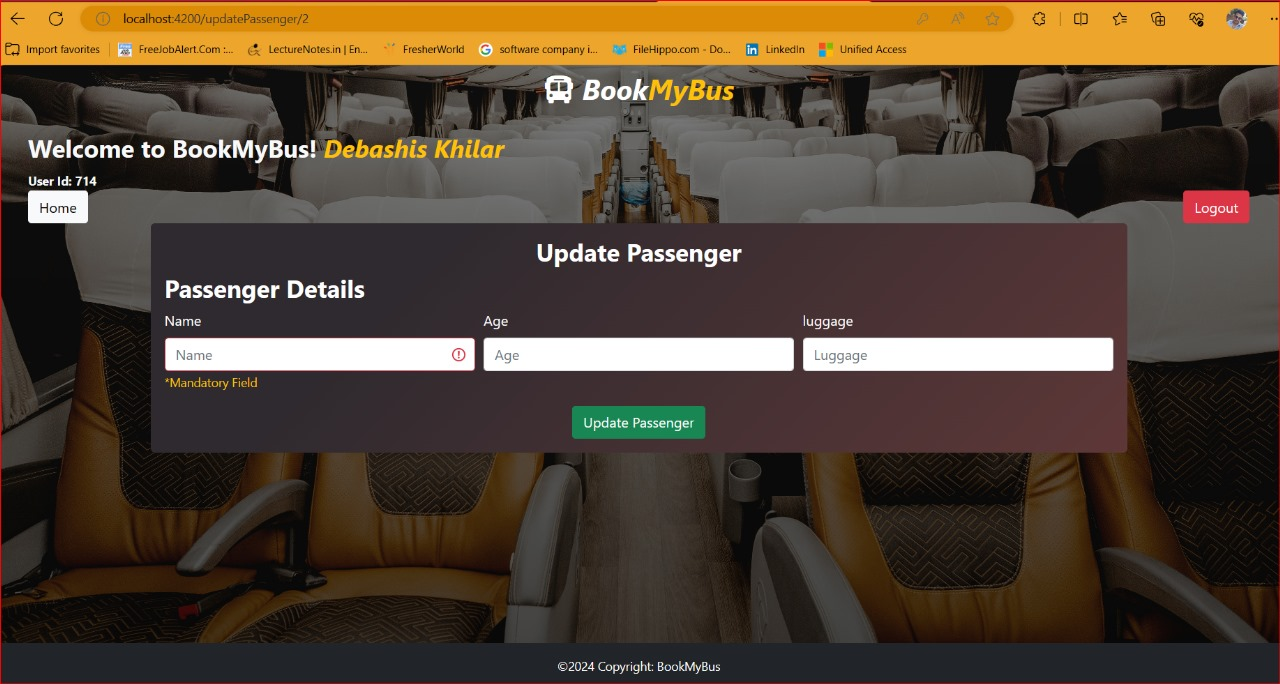 localhost:4200/updatePassenger/2
Import favorites FreeJobAlert.Com :... LectureNotes.in | En... FresherWorld software company i... FileHippo.com - Do... LinkedIn Unified Access
BookMyBus
Welcome to BookMyBus! Debashis Khilar
User Id: 714
Home Logout
Update Passenger
Passenger Details
Name Age luggage
Name Age Luggage
*Mandatory Field
Update Passenger
©2024 Copyright: BookMyBus